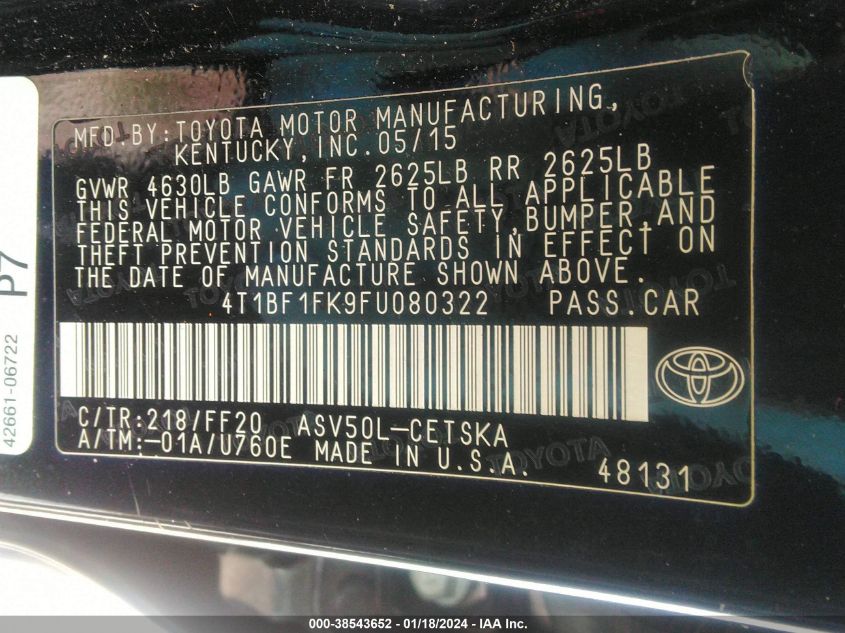 MFD.BY:TOYOTA MOTOR MANUFACTURING.,
KENTUCKY,INC.05/15
GVWR 4630LB GAWR FR 2625LB RR 2625LB
THIS VEHICLE CONFORMS TO ALL APPLICABLE
FEDERAL MOTOR VEHICLE SAFETY,BUMPER,AND
THEFT PREVENTION STANDARDS IN EFFECT ON
THE DATE OF MANUFACTURE SHOWN ABOVE.
4T1BF1FK9FU080322 PASS.CAR
C/TR:218/FF20 ASV50L-CETSKA
A/TM:-01A/U760E MADE IN U.S.A.
48131
42661-06722
P7
000-38543652 - 01/18/2024 - IAA Inc.